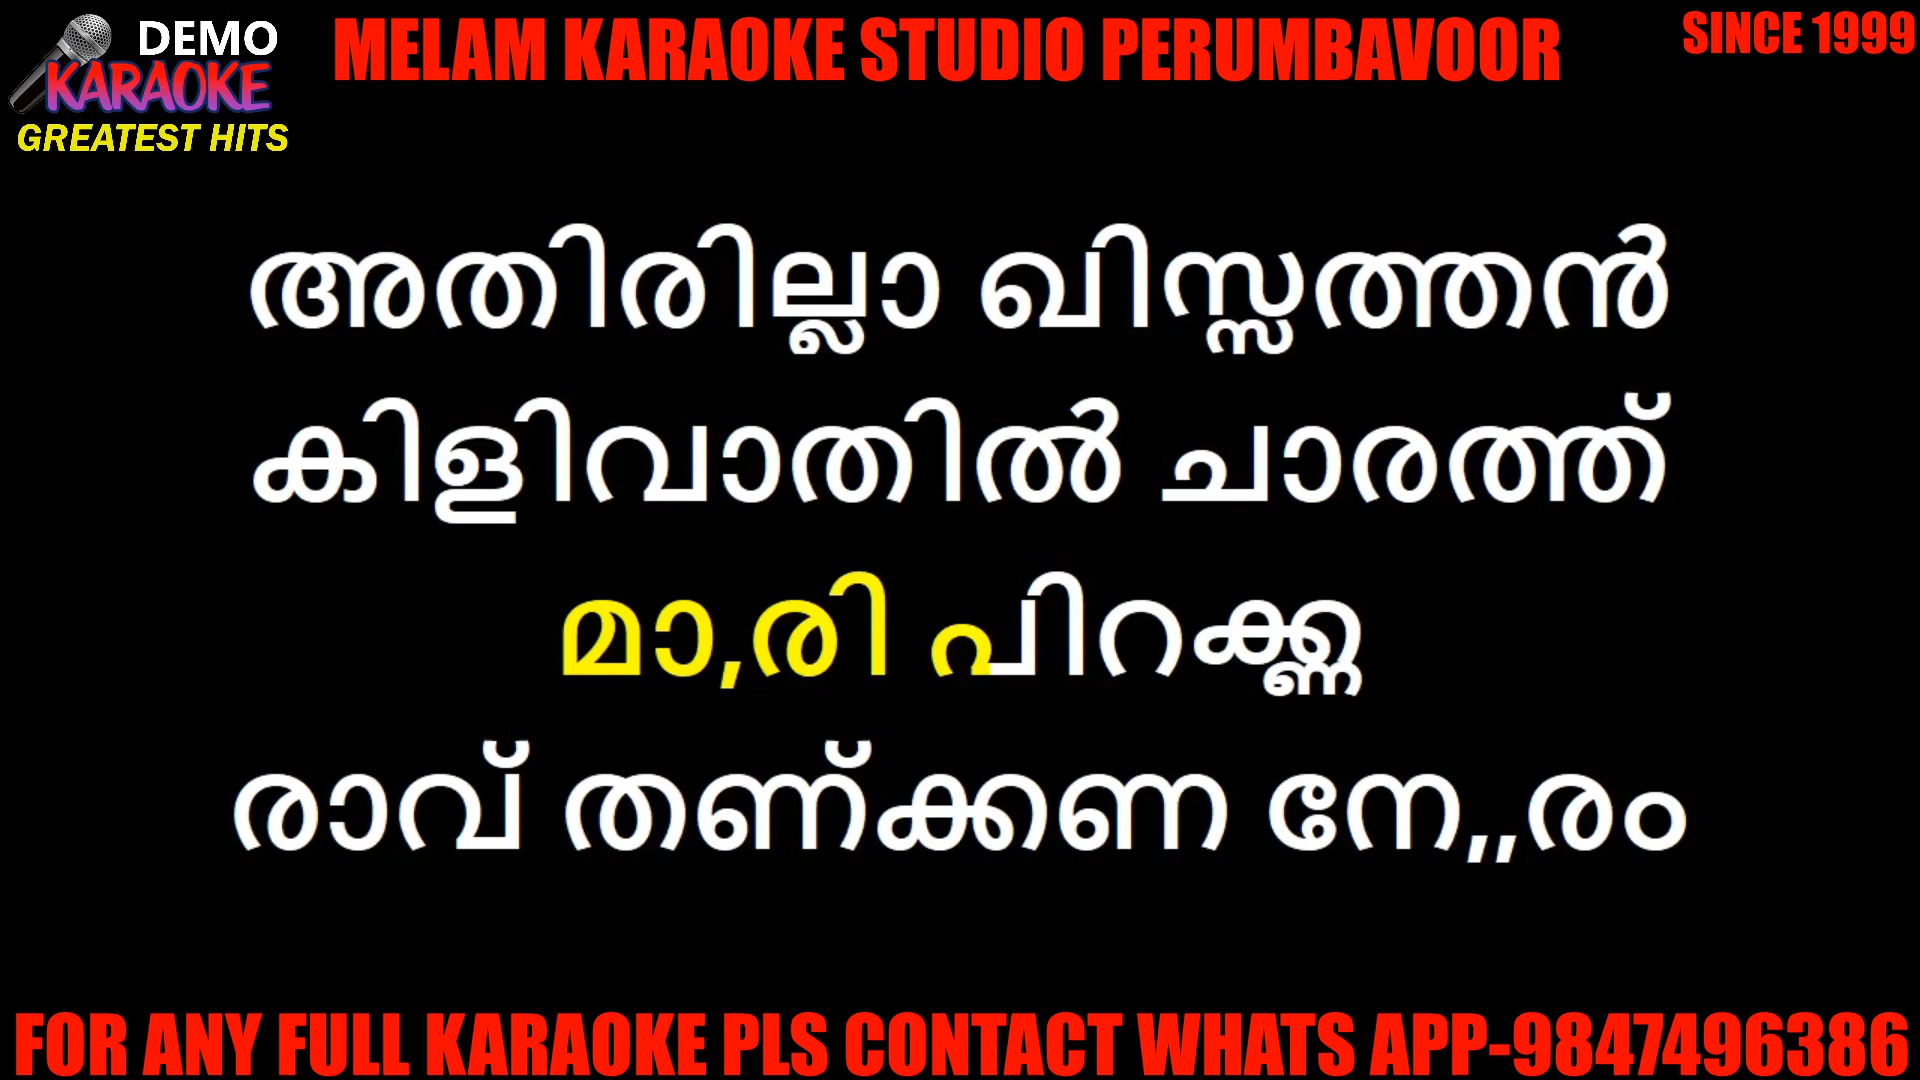 DEMO
KARAOKE
GREATEST HITS
MELAM KARAOKE STUDIO PERUMBAVOOR
SINCE 1999
അതിരില്ലാ ഖിസ്സത്തൻ
കിളിവാതിൽ ചാരത്ത്
മാ,രി പിറക്ക്ണ
രാവ് തണ്ക്കണ നേ,,രം
FOR ANY FULL KARAOKE PLS CONTACT WHATS APP-9847496386